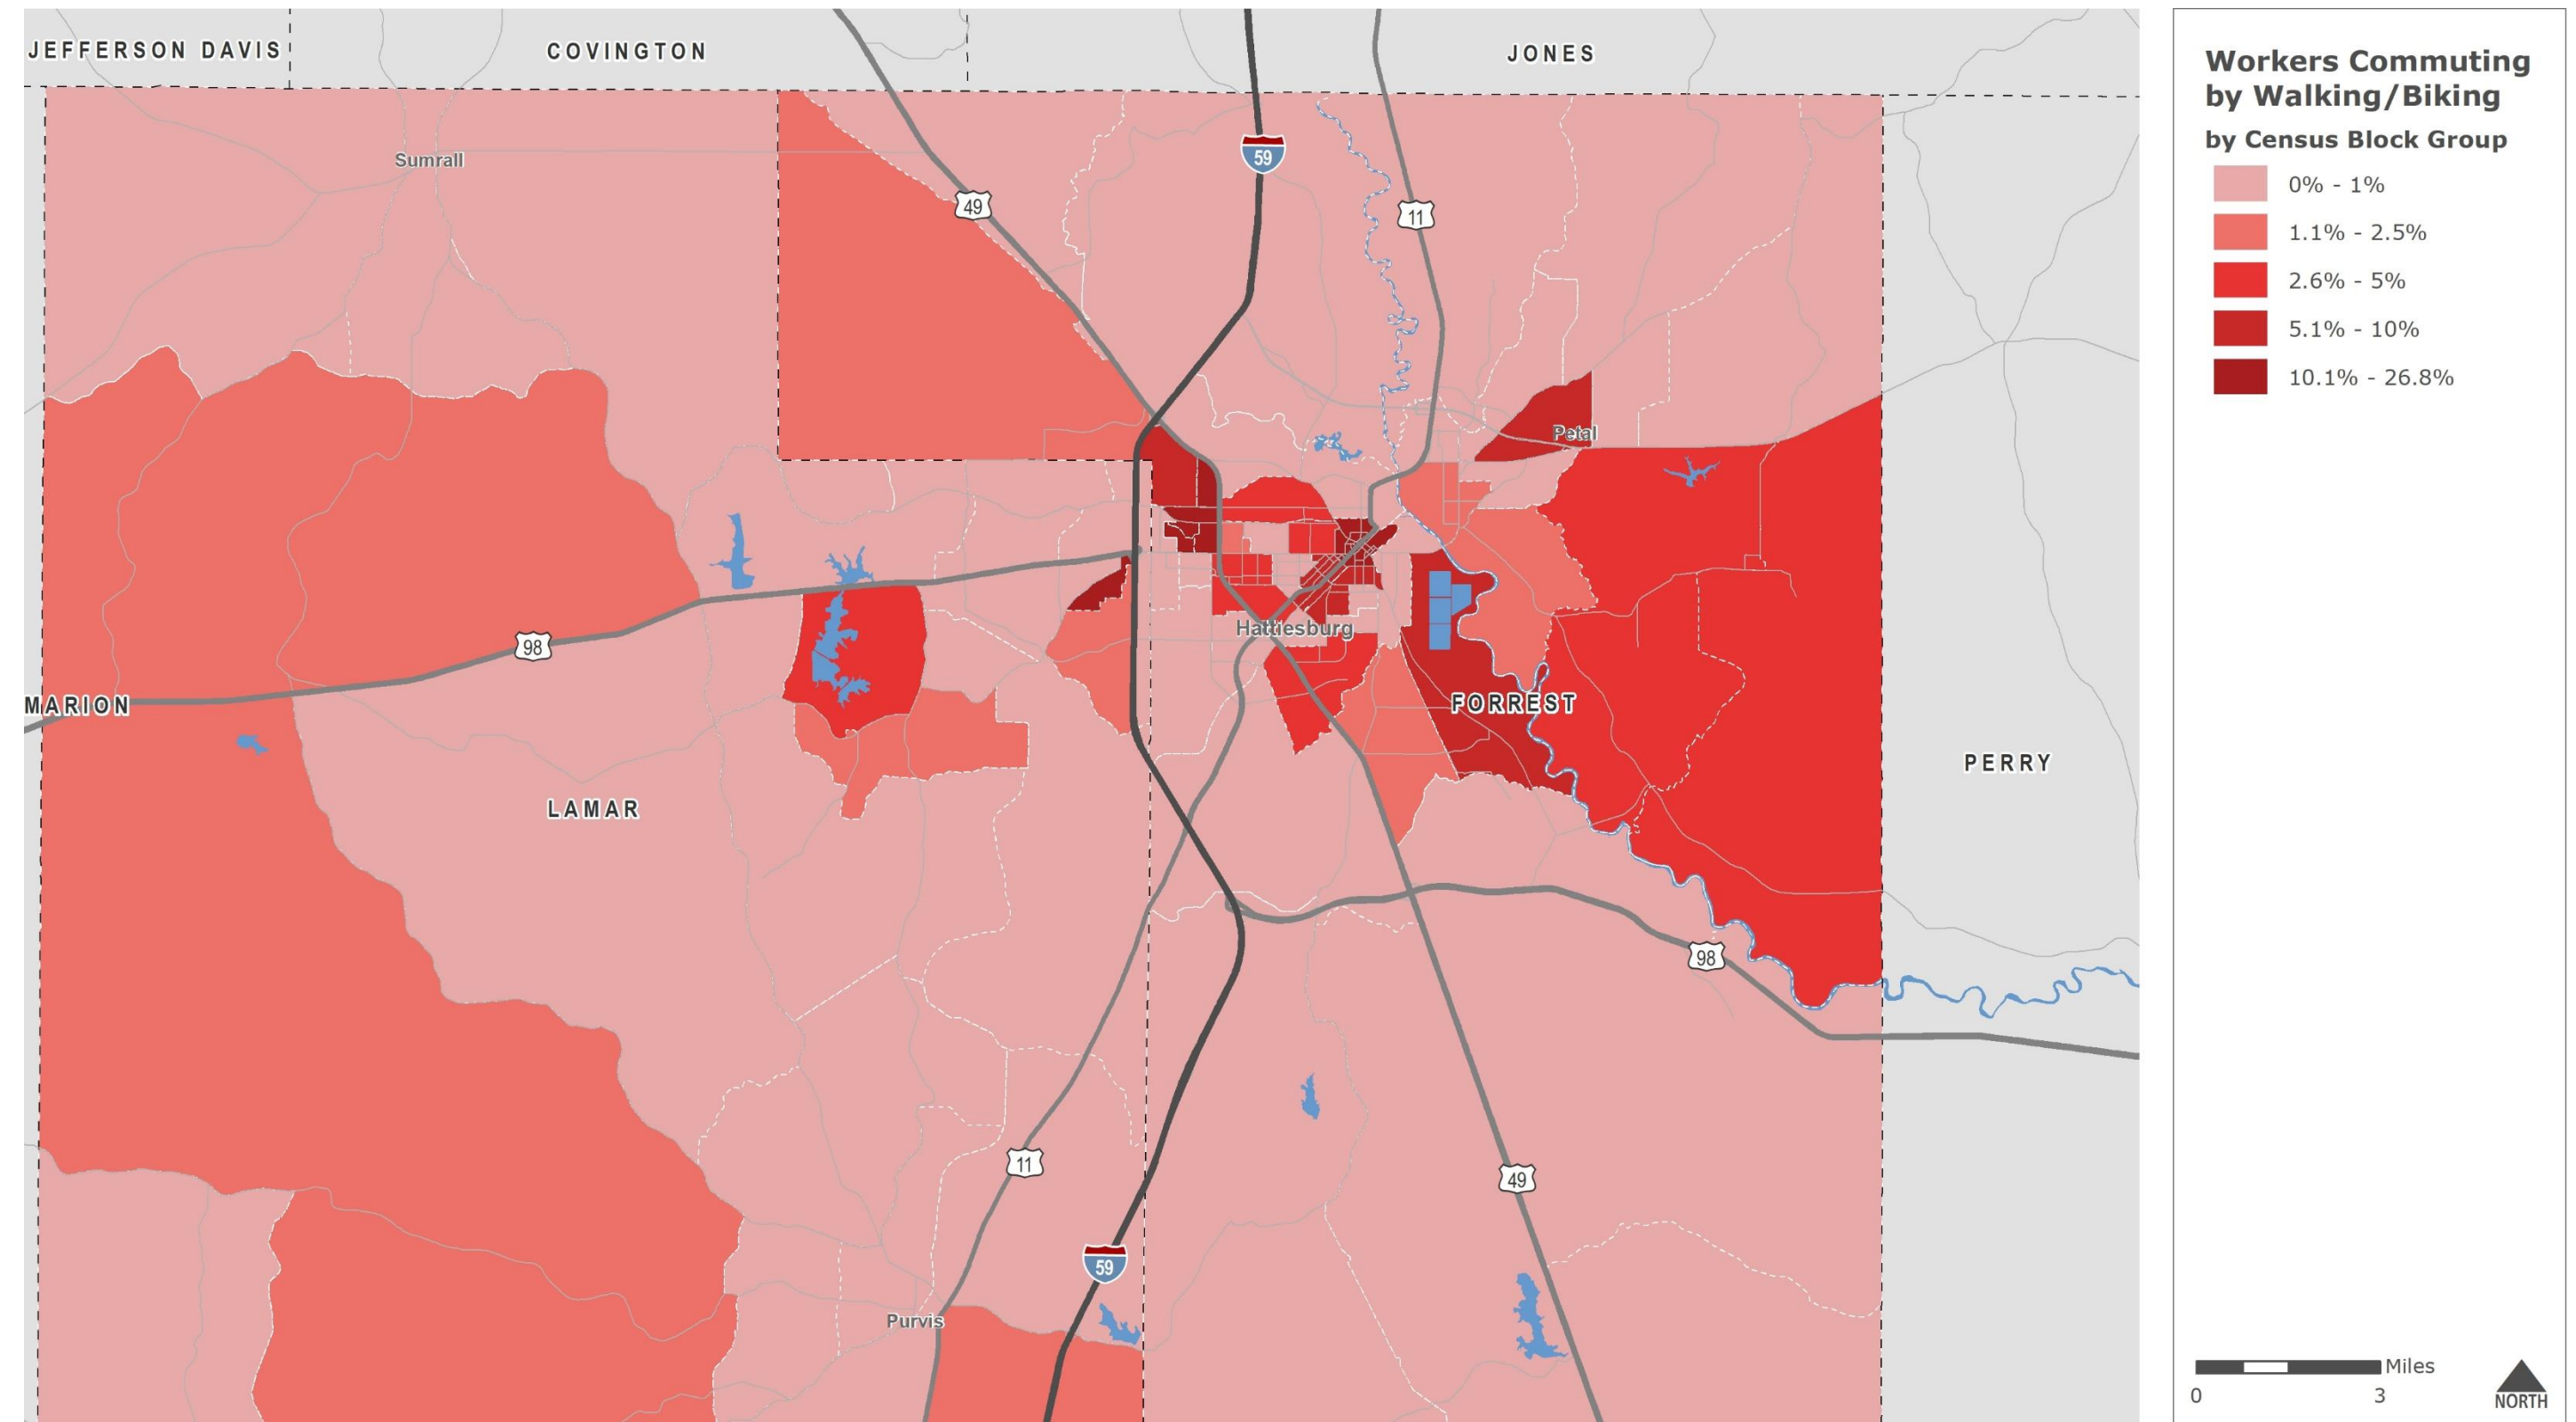 JEFFERSON DAVIS
COVINGTON
JONES
Sumrall
59
49
11
Petal
98
Hattiesburg
MARION
FORREST
PERRY
LAMAR
98
11
49
59
Purvis
Workers Commuting
by Walking/Biking
by Census Block Group
0% - 1%
1.1% - 2.5%
2.6% - 5%
5.1% - 10%
10.1% - 26.8%
Miles
0 3
NORTH